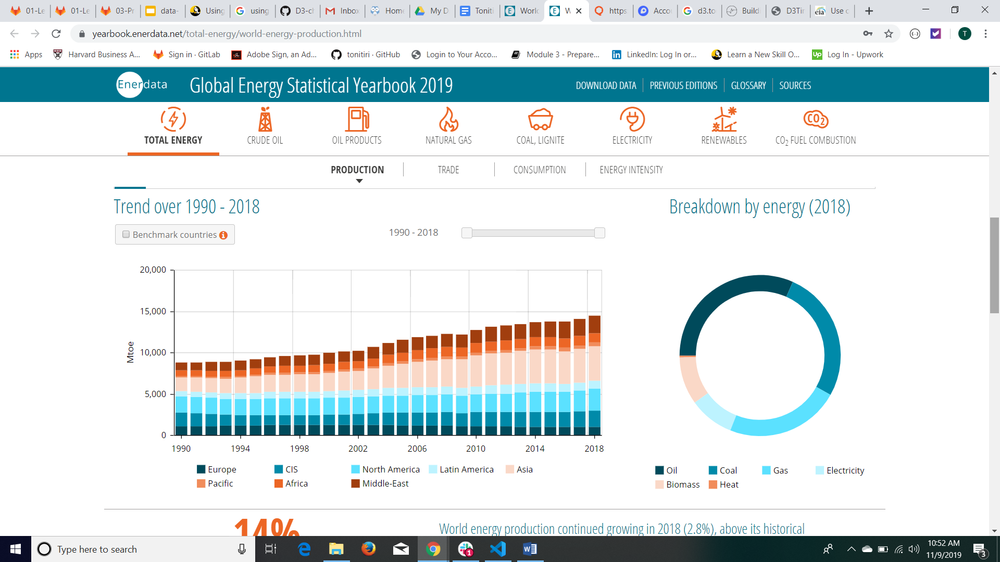 01-Le 01-Le 03-Pr data- Using using D3-ch Inbox Home My D Toniti World W https Acco d3.to Build D3Tir Use o
yearbook.enerdata.net/total-energy/world-energy-production.html
Apps Harvard Business A... Sign in · GitLab Adobe Sign, an Ad... tonitiri · GitHub Login to Your Acco... Module 3 - Prepare... LinkedIn: Log In or... Learn a New Skill O... Log In - Upwork
Enerdata Global Energy Statistical Yearbook 2019 DOWNLOAD DATA PREVIOUS EDITIONS GLOSSARY SOURCES
CO2
TOTAL ENERGY CRUDE OIL OIL PRODUCTS NATURAL GAS COAL, LIGNITE ELECTRICITY RENEWABLES CO2 FUEL COMBUSTION
PRODUCTION TRADE CONSUMPTION ENERGY INTENSITY
Trend over 1990 - 2018 Breakdown by energy (2018)
Benchmark countries 1990 - 2018
20,000
15,000
10,000
5,000
0
Mtoe
1990 1994 1998 2002 2006 2010 2014 2018
Europe CIS North America Latin America Asia
Pacific Africa Middle-East
Oil Coal Gas Electricity
Biomass Heat
14% World energy production continued growing in 2018 (2.8%), above its historical
Type here to search
1
10:52 AM
11/9/2019
3